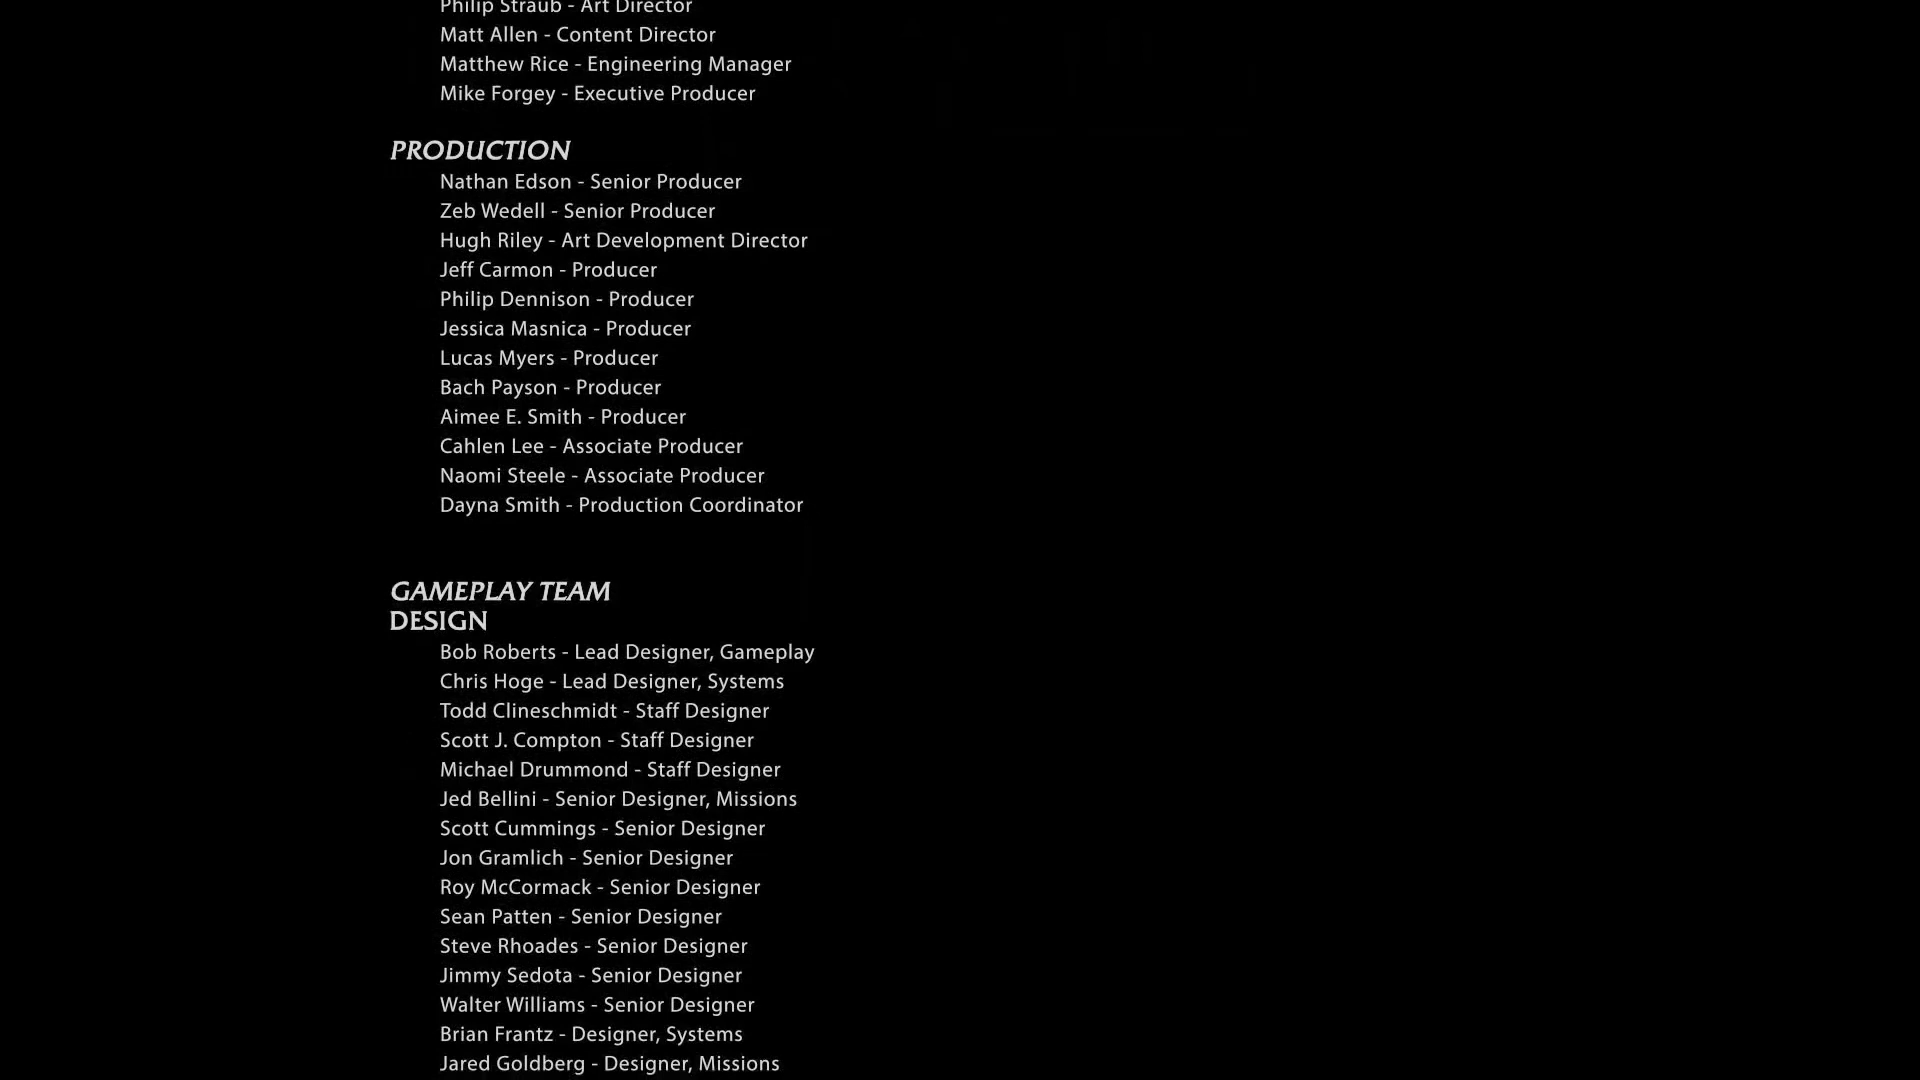 Philip Straub - Art Director
Matt Allen - Content Director
Matthew Rice - Engineering Manager
Mike Forgey - Executive Producer
PRODUCTION
Nathan Edson - Senior Producer
Zeb Wedell - Senior Producer
Hugh Riley - Art Development Director
Jeff Carmon - Producer
Philip Dennison - Producer
Jessica Masnica - Producer
Lucas Myers - Producer
Bach Payson - Producer
Aimee E. Smith - Producer
Cahlen Lee - Associate Producer
Naomi Steele - Associate Producer
Dayna Smith - Production Coordinator
GAMEPLAY TEAM
DESIGN
Bob Roberts - Lead Designer, Gameplay
Chris Hoge - Lead Designer, Systems
Todd Clineschmidt - Staff Designer
Scott J. Compton - Staff Designer
Michael Drummond - Staff Designer
Jed Bellini - Senior Designer, Missions
Scott Cummings - Senior Designer
Jon Gramlich - Senior Designer
Roy McCormack - Senior Designer
Sean Patten - Senior Designer
Steve Rhoades - Senior Designer
Jimmy Sedota - Senior Designer
Walter Williams - Senior Designer
Brian Frantz - Designer, Systems
Jared Goldberg - Designer, Missions